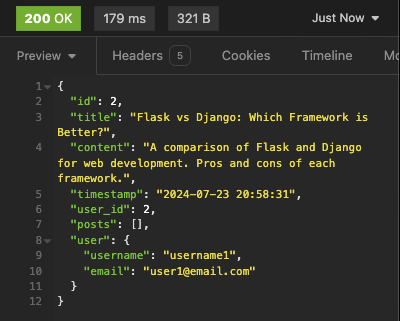 200 OK 179 ms 321 B Just Now
Preview Headers 5 Cookies Timeline Mo
1 {
2 "id": 2,
3 "title": "Flask vs Django: Which Framework is
Better?",
4 "content": "A comparison of Flask and Django
for web development. Pros and cons of each
framework.",
5 "timestamp": "2024-07-23 20:58:31",
6 "user_id": 2,
7 "posts": [],
8 "user": {
9 "username": "username1",
10 "email": "user1@email.com"
11 }
12 }